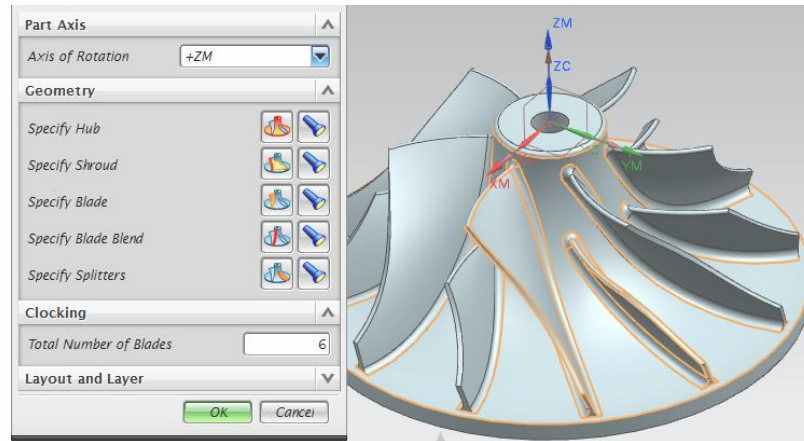 Part Axis
Axis of Rotation +ZM
Geometry
Specify Hub
Specify Shroud
Specify Blade
Specify Blade Blend
Specify Splitters
Clocking
Total Number of Blades 6
Layout and Layer
OK Cancel
ZM
ZC
XM
YM